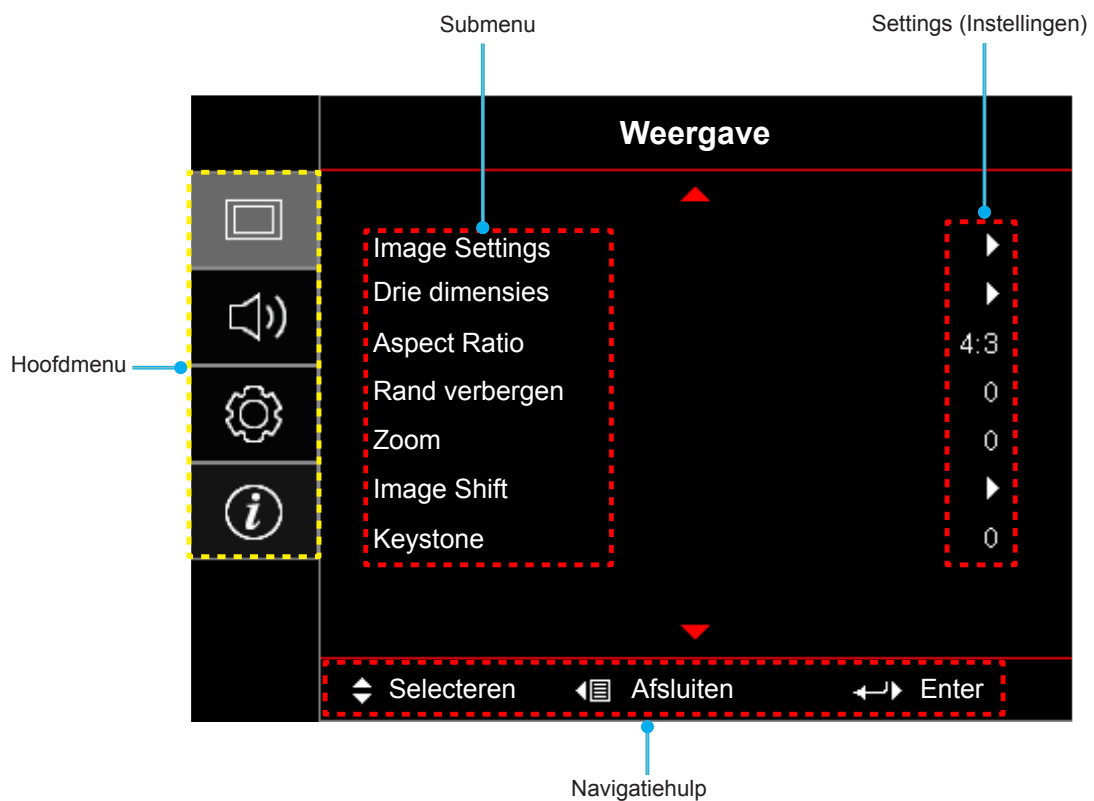 Submenu
Settings (Instellingen)
Weergave
Hoofdmenu
Image Settings
Drie dimensies
Aspect Ratio 4:3
Rand verbergen 0
Zoom 0
Image Shift
Keystone 0
Selecteren Afsluiten Enter
Navigatiehulp